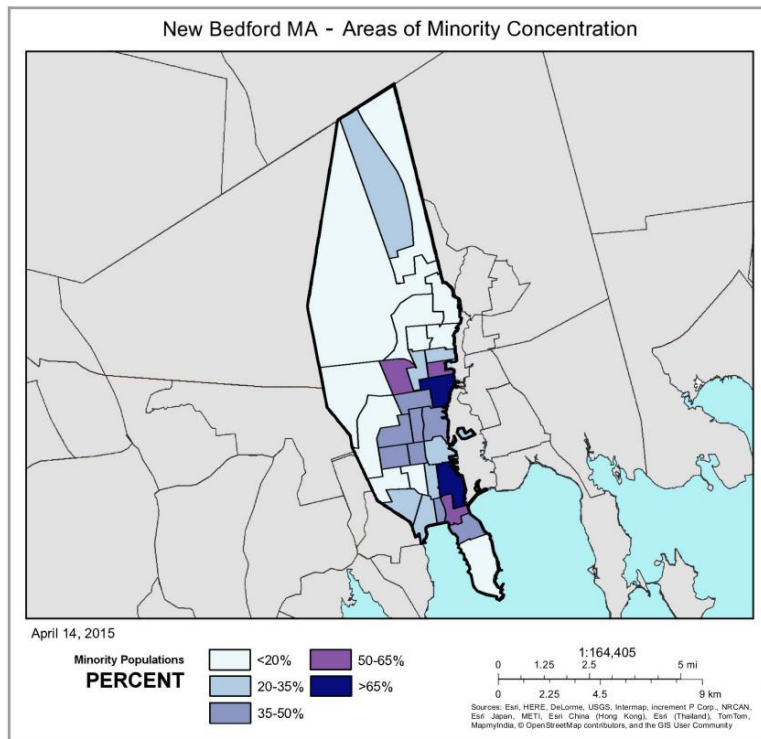 New Bedford MA - Areas of Minority Concentration
April 14, 2015
Minority Populations
PERCENT
<20%
20-35%
35-50%
50-65%
>65%
1:164,405
0 1.25 2.5 5 mi
0 2.25 4.5 9 km
Sources: Esri, HERE, DeLorme, USGS, Intermap, increment P Corp., NRCAN,
Esri Japan, METI, Esri China (Hong Kong), Esri (Thailand), TomTom,
MapmyIndia, © OpenStreetMap contributors, and the GIS User Community